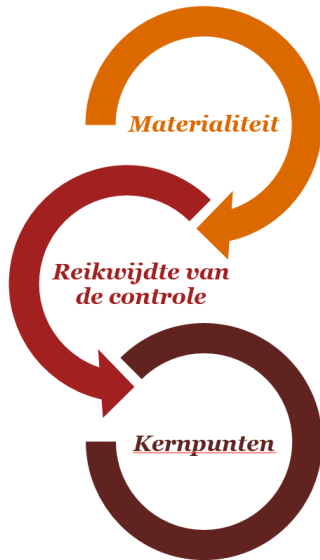 Materialiteit
Reikwijdte van
de controle
Kernpunten